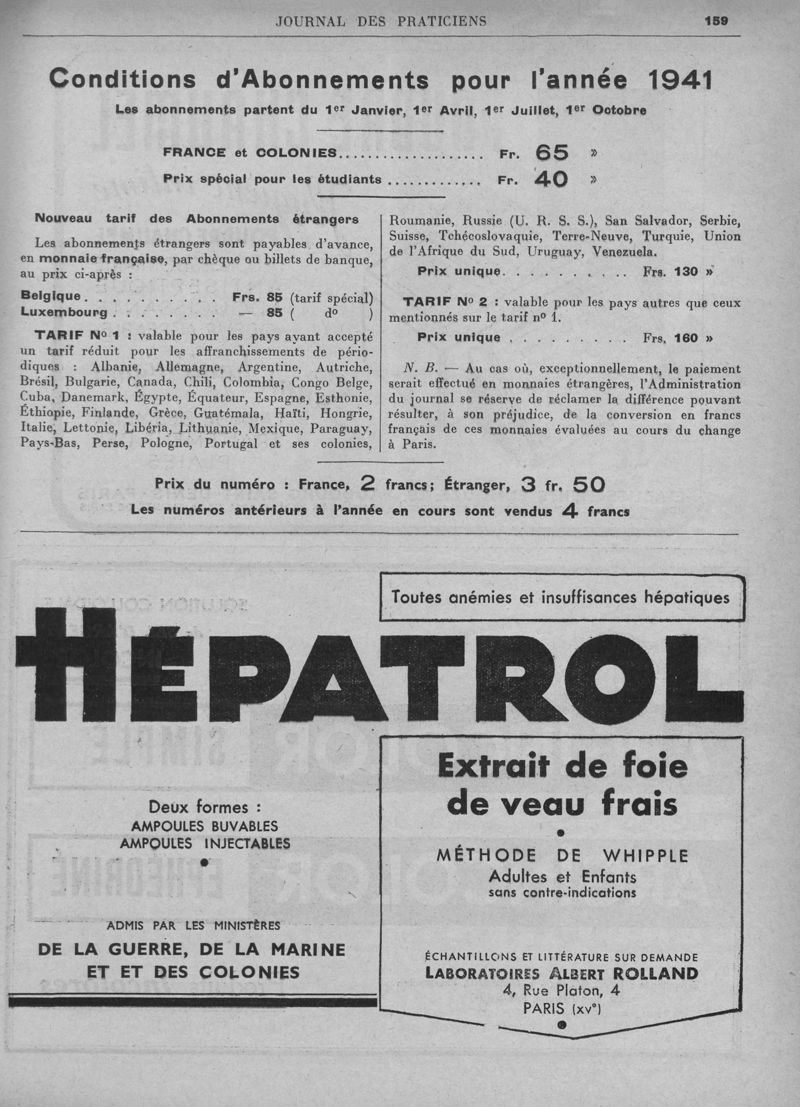 JOURNAL DES PRATICIENS 159
Conditions d'Abonnements pour l'année 1941
Les abonnements partent du 1er Janvier, 1er Avril, 1er Juillet, 1er Octobre
FRANCE et COLONIES.................... Fr. 65 »
Prix spécial pour les étudiants ............. Fr. 40 »
Nouveau tarif des Abonnements étrangers
Les abonnements étrangers sont payables d'avance,
en monnaie française, par chèque ou billets de banque,
au prix ci-après :
Belgique . . . . . . . . . . Frs. 85 (tarif spécial)
Luxembourg . . . . . . . . — 85 ( do )
TARIF No 1 : valable pour les pays ayant accepté
un tarif réduit pour les affranchissements de pério-
diques : Albanie, Allemagne, Argentine, Autriche,
Brésil, Bulgarie, Canada, Chili, Colombia, Congo Belge,
Cuba, Danemark, Égypte, Équateur, Espagne, Esthonie,
Éthiopie, Finlande, Grèce, Guatémala, Haïti, Hongrie,
Italie, Lettonie, Libéria, Lithuanie, Mexique, Paraguay,
Pays-Bas, Perse, Pologne, Portugal et ses colonies,
Roumanie, Russie (U. R. S. S.), San Salvador, Serbie,
Suisse, Tchécoslovaquie, Terre-Neuve, Turquie, Union
de l'Afrique du Sud, Uruguay, Venezuela.
Prix unique. . . . . . . . . .. Frs. 130 »
TARIF No 2 : valable pour les pays autres que ceux
mentionnés sur le tarif no 1.
Prix unique . . . . . . . . . . Frs. 160 »
N. B. — Au cas où, exceptionnellement, le paiement
serait effectué en monnaies étrangères, l'Administration
du journal se réserve de réclamer la différence pouvant
résulter, à son préjudice, de la conversion en francs
français de ces monnaies évaluées au cours du change
à Paris.
Prix du numéro : France, 2 francs; Étranger, 3 fr. 50
Les numéros antérieurs à l'année en cours sont vendus 4 francs
Toutes anémies et insuffisances hépatiques
HÉPATROL
Deux formes :
AMPOULES BUVABLES
AMPOULES INJECTABLES
ADMIS PAR LES MINISTÈRES
DE LA GUERRE, DE LA MARINE
ET ET DES COLONIES
Extrait de foie
de veau frais
MÉTHODE DE WHIPPLE
Adultes et Enfants
sans contre-indications
ÉCHANTILLONS ET LITTÉRATURE SUR DEMANDE
LABORATOIRES ALBERT ROLLAND
4, Rue Platon, 4
PARIS (XVe)